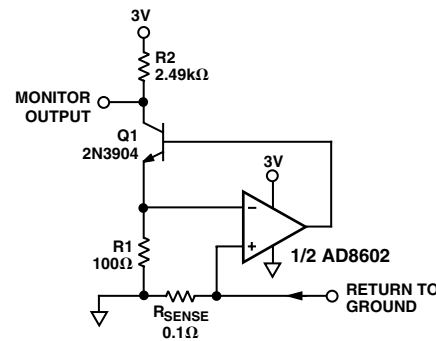 3V
R2
2.49kΩ
MONITOR
OUTPUT
Q1
2N3904
3V
−
+
1/2 AD8602
R1
100Ω
RSENSE
0.1Ω
RETURN TO
GROUND